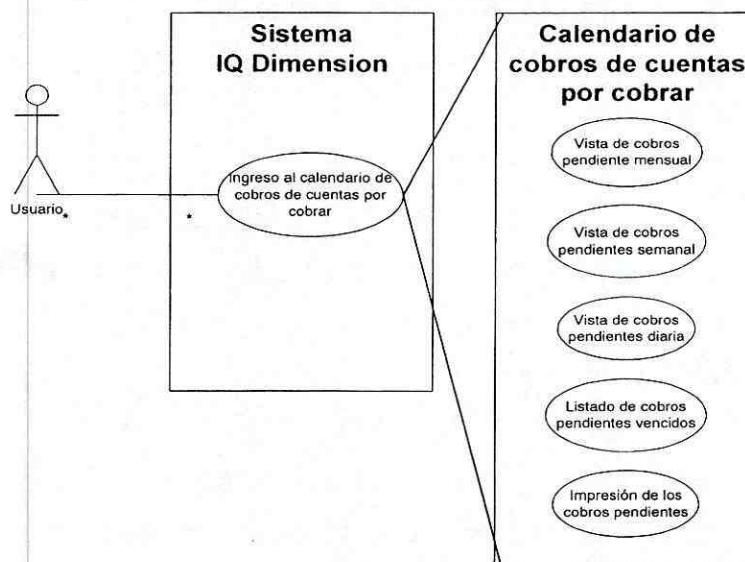 Sistema
IQ Dimension
Calendario de
cobros de cuentas
por cobrar
Usuario
*
*
Ingreso al calendario de
cobros de cuentas por
cobrar
Vista de cobros
pendiente mensual
Vista de cobros
pendientes semanal
Vista de cobros
pendientes diaria
Listado de cobros
pendientes vencidos
Impresión de los
cobros pendientes